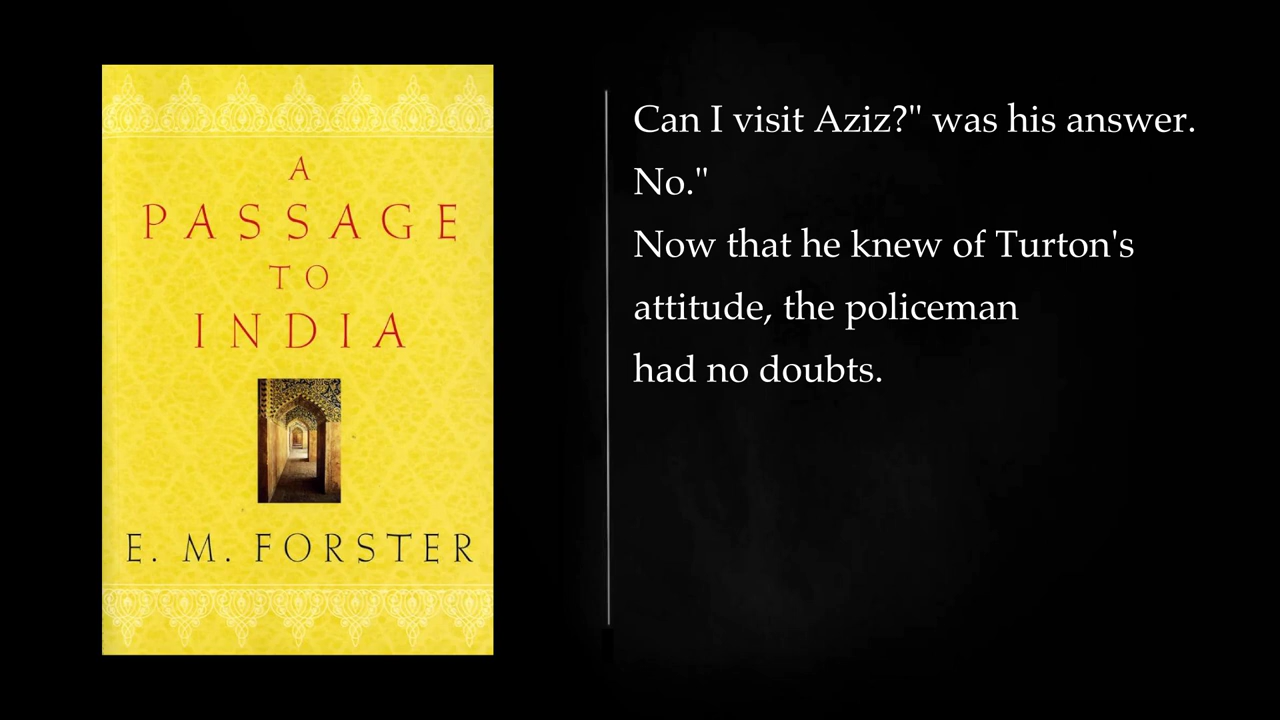 A
PASSAGE
TO
INDIA
E. M. FORSTER
Can I visit Aziz?" was his answer.
No."
Now that he knew of Turton's
attitude, the policeman
had no doubts.